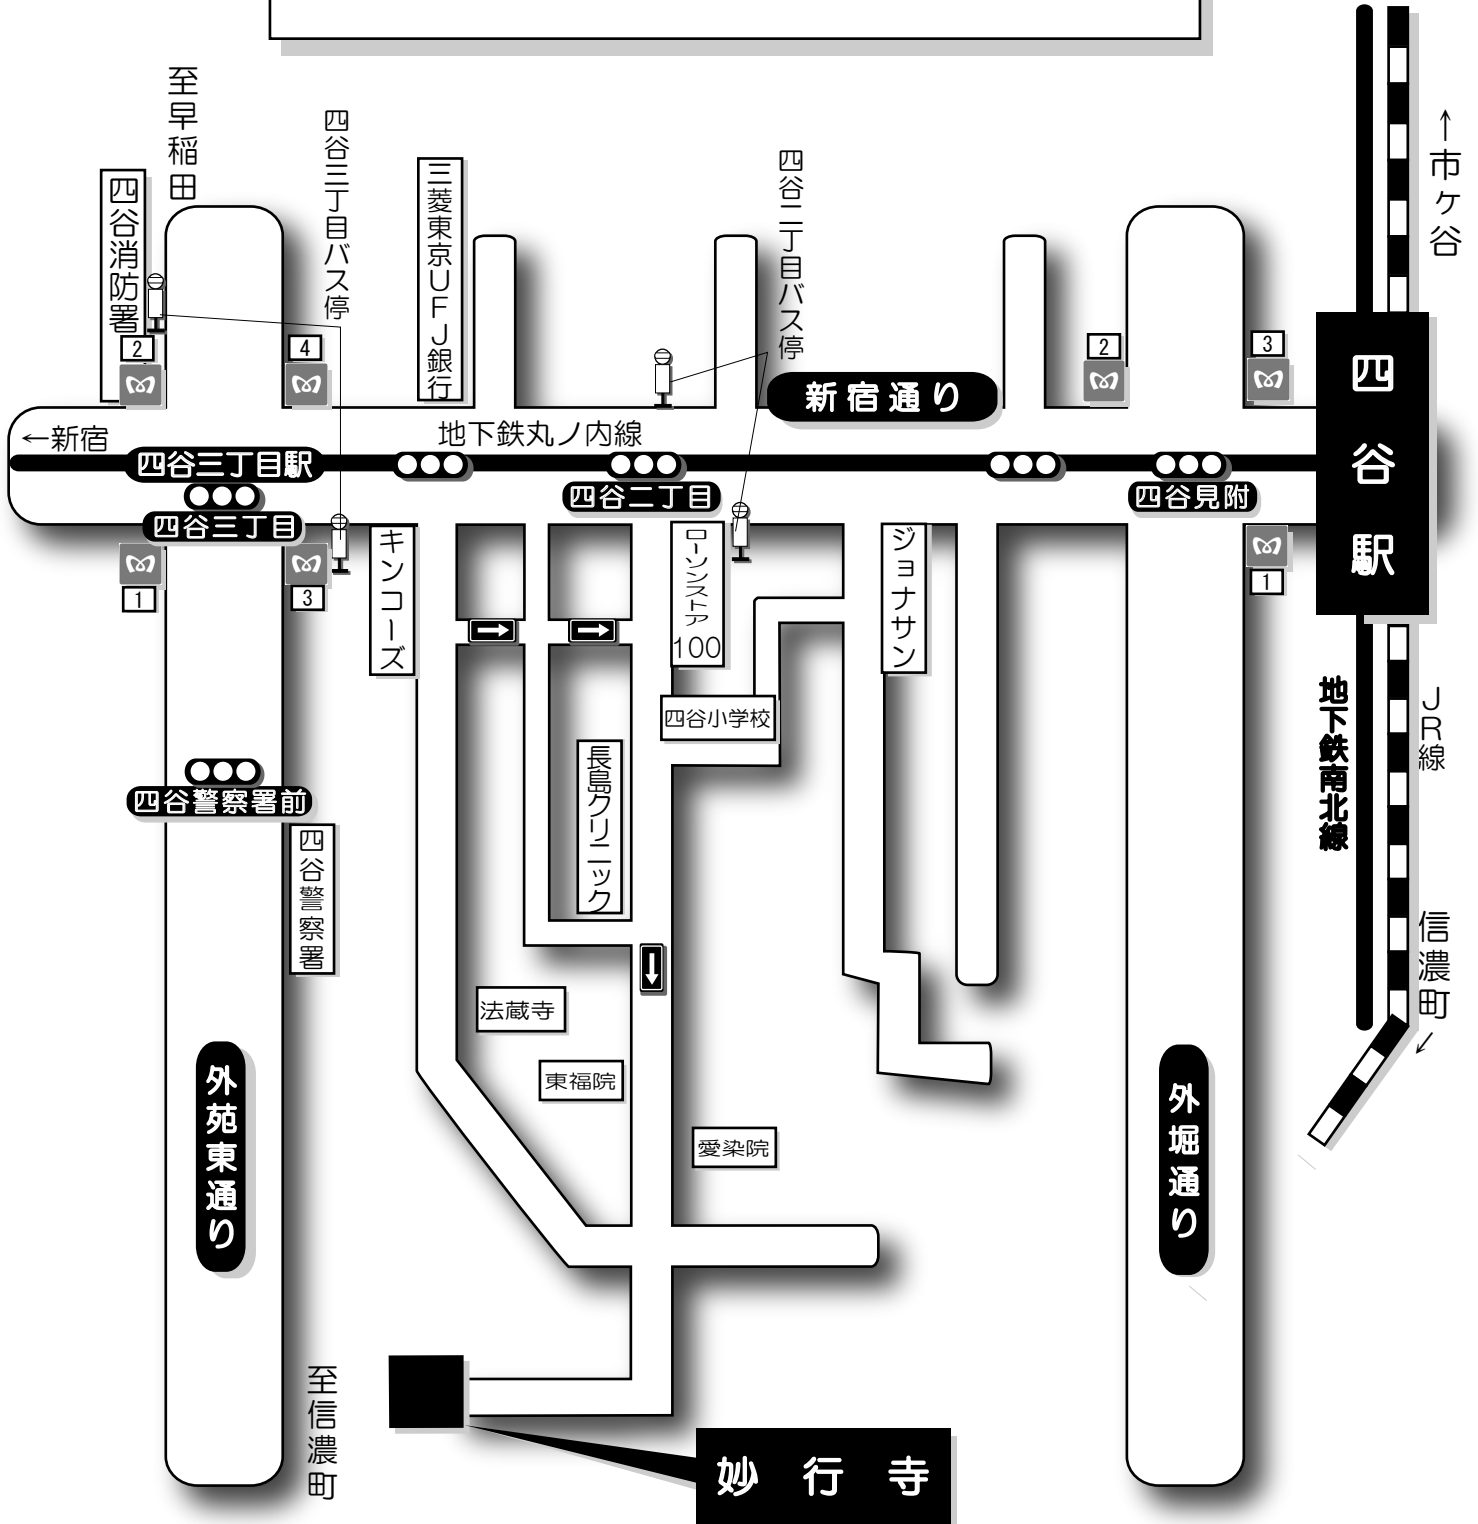 至早稲田
四谷消防署
四谷三丁目バス停
三菱東京UFJ銀行
四谷二丁目バス停
←市ヶ谷
2
4
2
3
新宿通り
四谷駅
←新宿
地下鉄丸ノ内線
四谷三丁目駅
四谷三丁目
四谷二丁目
四谷見附
1
3
1
キンコーズ
ローソンストア
100
ジョナサン
四谷小学校
長島クリニック
四谷警察署前
四谷警察署
地下鉄南北線
JR線
信濃町
←
法蔵寺
東福院
愛染院
外苑東通り
外堀通り
至信濃町
妙行寺